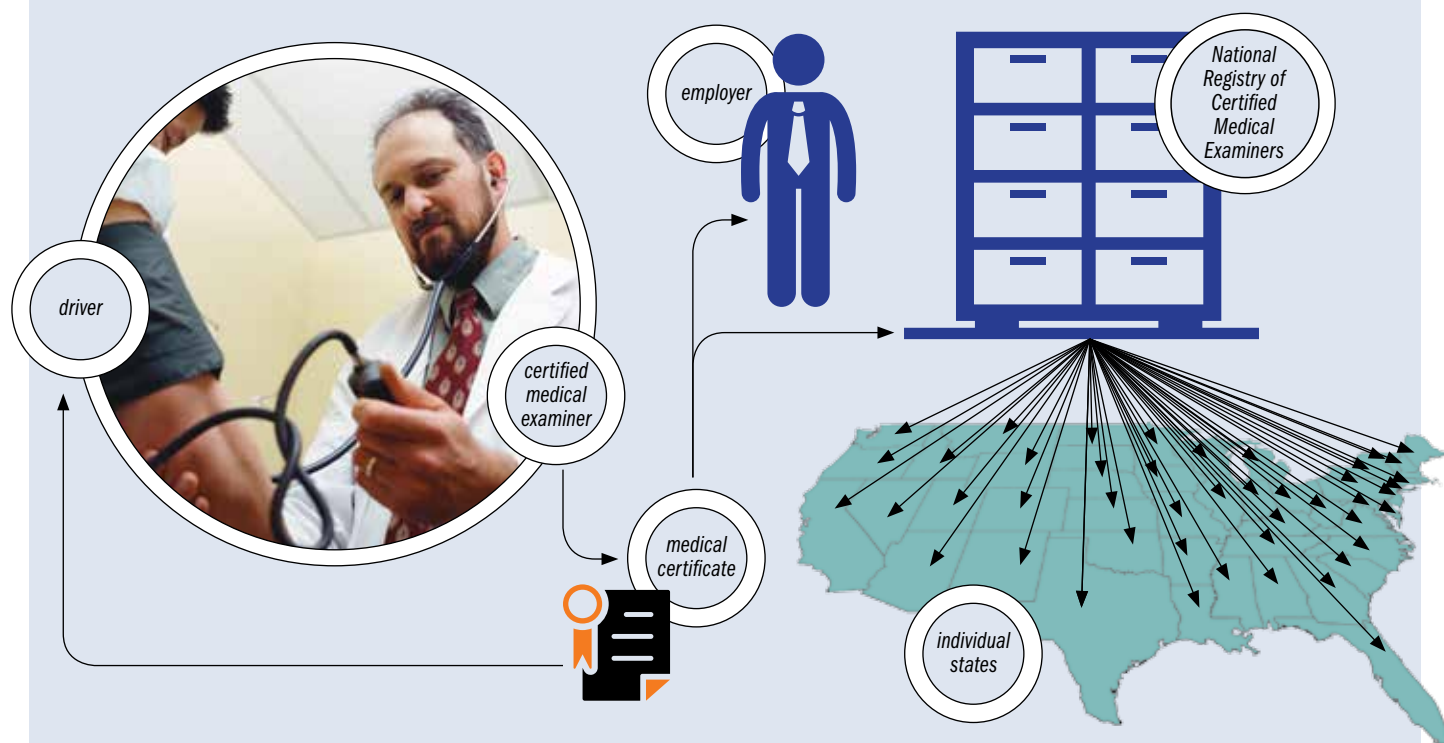 employer
National
Registry of
Certified
Medical
Examiners
driver
certified
medical
examiner
medical
certificate
individual
states